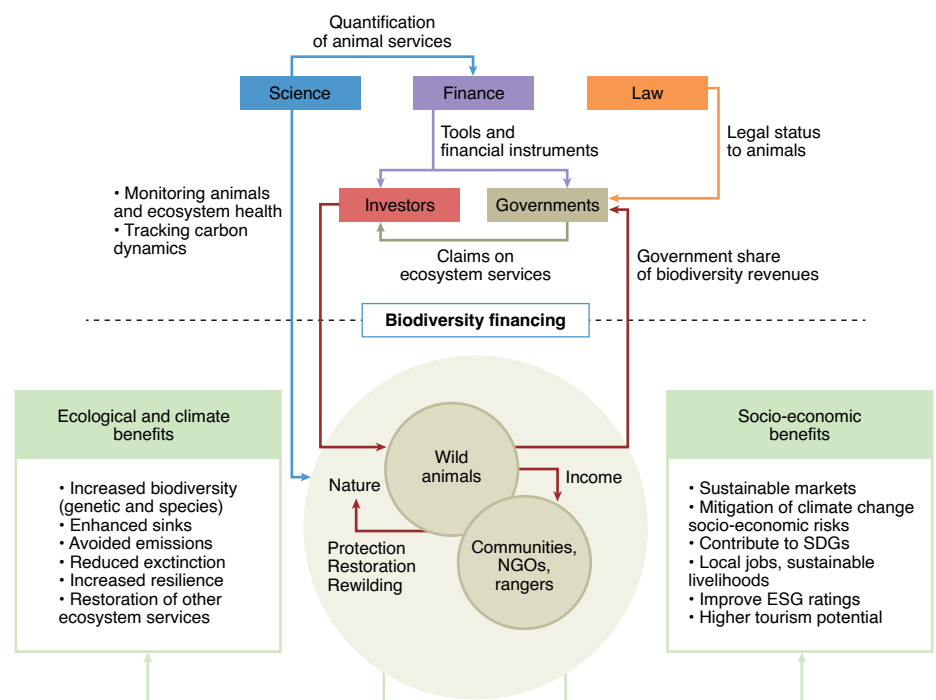 Quantification
of animal services
Science
Finance
Law
Tools and
financial instruments
Legal status
to animals
• Monitoring animals
and ecosystem health
• Tracking carbon
dynamics
Investors
Governments
Claims on
ecosystem services
Government share
of biodiversity revenues
Biodiversity financing
Ecological and climate
benefits
• Increased biodiversity
(genetic and species)
• Enhanced sinks
• Avoided emissions
• Reduced exctinction
• Increased resilience
• Restoration of other
ecosystem services
Wild
animals
Nature
Income
Protection
Restoration
Rewilding
Communities,
NGOs,
rangers
Socio-economic
benefits
• Sustainable markets
• Mitigation of climate change
socio-economic risks
• Contribute to SDGs
• Local jobs, sustainable
livelihoods
• Improve ESG ratings
• Higher tourism potential